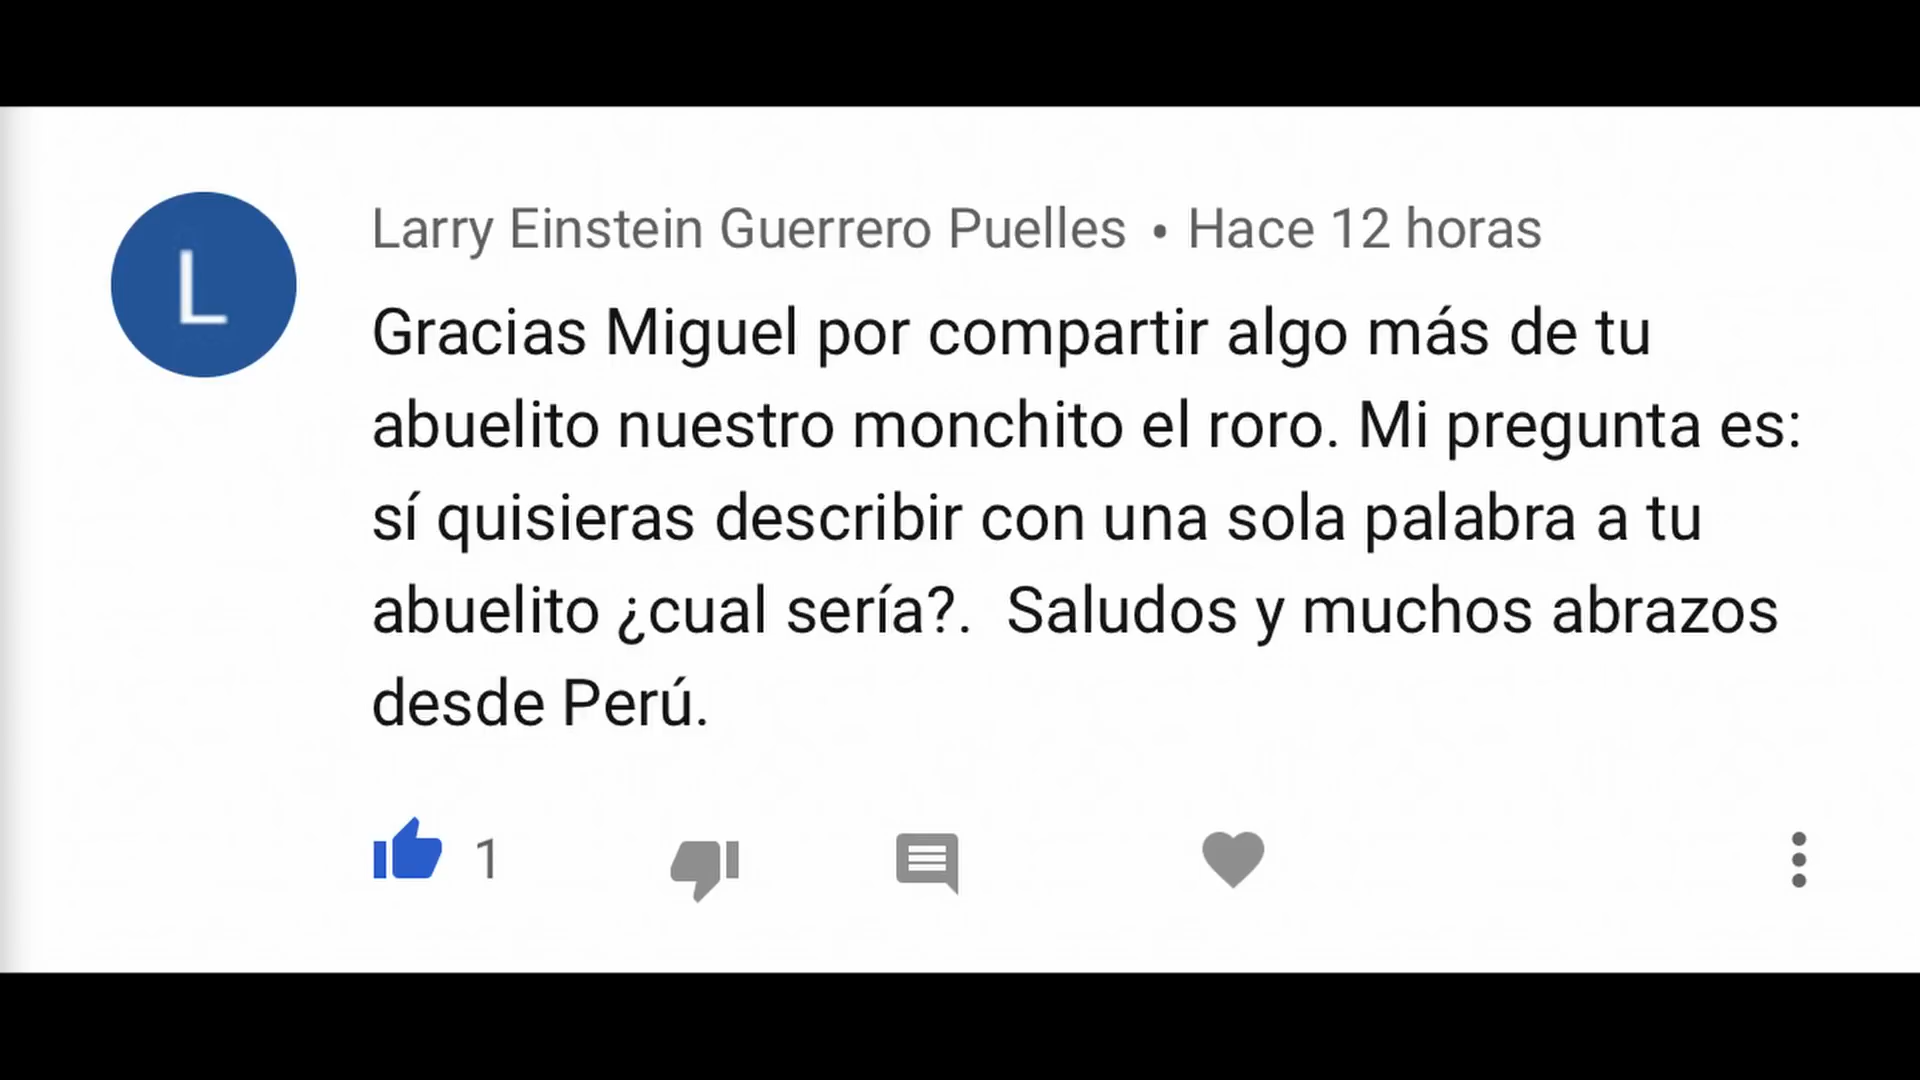 L
Larry Einstein Guerrero Puelles • Hace 12 horas
Gracias Miguel por compartir algo más de tu
abuelito nuestro monchito el roro. Mi pregunta es:
sí quisieras describir con una sola palabra a tu
abuelito ¿cual sería?.  Saludos y muchos abrazos
desde Perú.
1